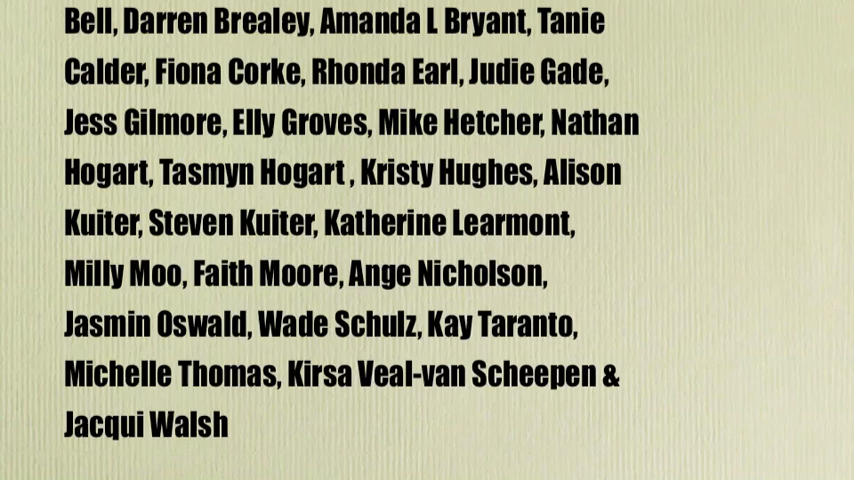 Bell, Darren Brealey, Amanda L Bryant, Tanie
Calder, Fiona Corke, Rhonda Earl, Judie Gade,
Jess Gilmore, Elly Groves, Mike Hetcher, Nathan
Hogart, Tasmyn Hogart , Kristy Hughes, Alison
Kuiter, Steven Kuiter, Katherine Learmont,
Milly Moo, Faith Moore, Ange Nicholson,
Jasmin Oswald, Wade Schulz, Kay Taranto,
Michelle Thomas, Kirsa Veal-van Scheepen &
Jacqui Walsh